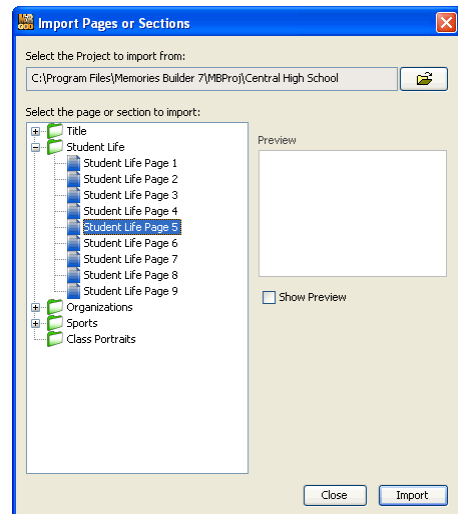 Import Pages or Sections
Select the Project to import from:
C:\Program Files\Memories Builder 7\MBProj\Central High School
Select the page or section to import:
Title
Student Life
Student Life Page 1
Student Life Page 2
Student Life Page 3
Student Life Page 4
Student Life Page 5
Student Life Page 6
Student Life Page 7
Student Life Page 8
Student Life Page 9
Organizations
Sports
Class Portraits
Preview
Show Preview
Close Import